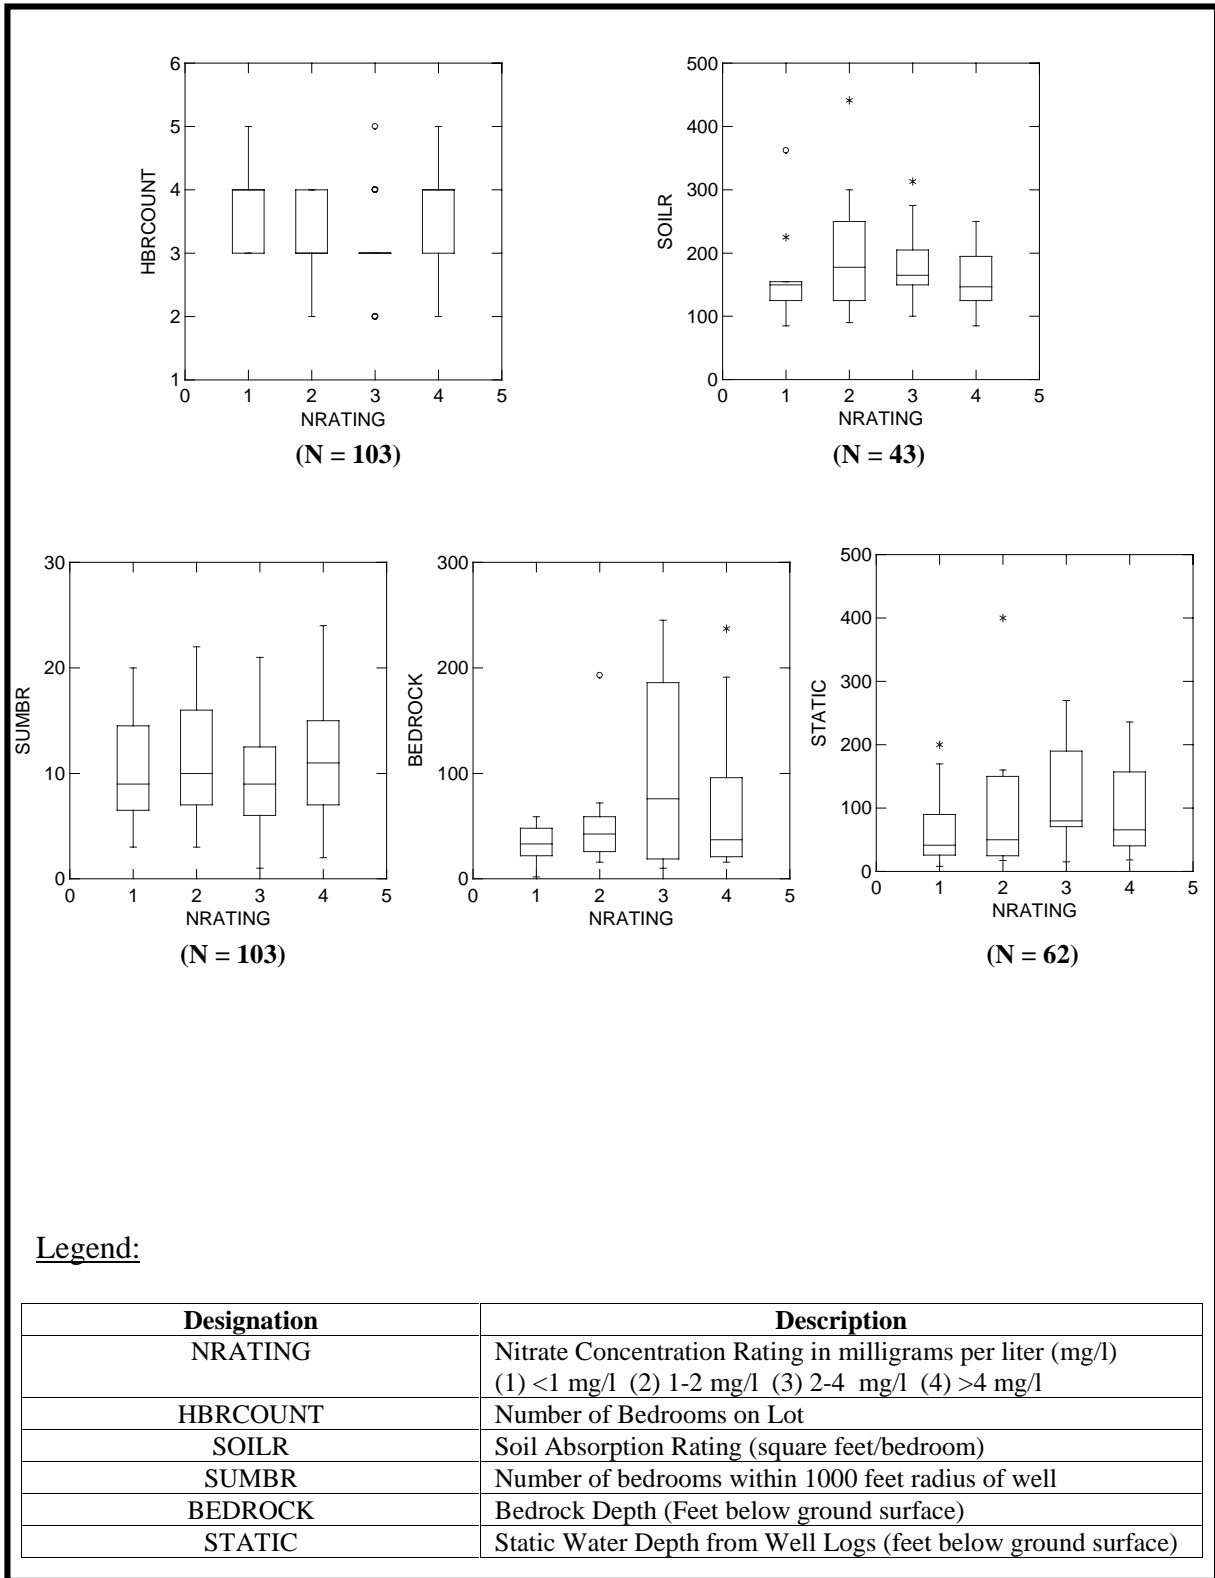 6
5
4
3
2
1
HBRCOUNT
0 1 2 3 4 5
NRATING
(N = 103)
500
400
300
200
100
0
SOILR
0 1 2 3 4 5
NRATING
(N = 43)
30
20
10
0
SUMBR
0 1 2 3 4 5
NRATING
(N = 103)
300
200
100
0
BEDROCK
0 1 2 3 4 5
NRATING
500
400
300
200
100
0
STATIC
0 1 2 3 4 5
NRATING
(N = 62)
Legend:
Designation Description
NRATING Nitrate Concentration Rating in milligrams per liter (mg/l)
(1) <1 mg/l (2) 1-2 mg/l (3) 2-4 mg/l (4) >4 mg/l
HBRCOUNT Number of Bedrooms on Lot
SOILR Soil Absorption Rating (square feet/bedroom)
SUMBR Number of bedrooms within 1000 feet radius of well
BEDROCK Bedrock Depth (Feet below ground surface)
STATIC Static Water Depth from Well Logs (feet below ground surface)